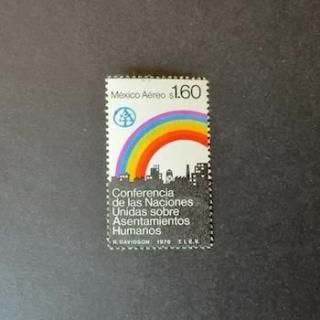 México Aéreo $1.60
Conferencia
de las Naciones
Unidas sobre
Asentamientos
Humanos
R. DAVIDSON 1976 T.I.E.V.